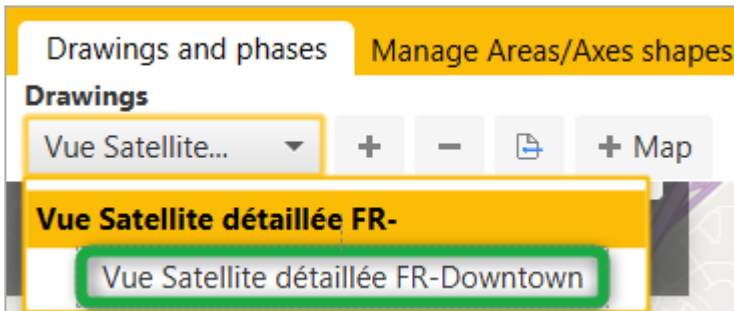 Drawings and phases Manage Areas/Axes shapes
Drawings
Vue Satellite... + − + Map
Vue Satellite détaillée FR-
Vue Satellite détaillée FR-Downtown